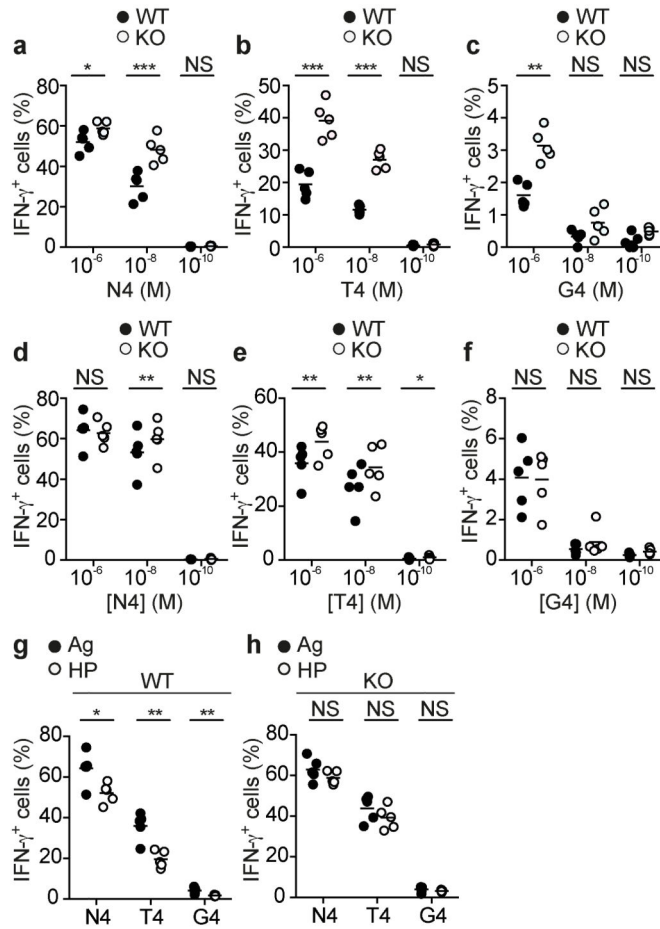 ● WT
○ KO
a
* *** NS
IFN-γ⁺ cells (%)
80
60
40
20
0
10⁻⁶ 10⁻⁸ 10⁻¹⁰
N4 (M)
● WT
○ KO
b
*** *** NS
IFN-γ⁺ cells (%)
50
40
30
20
10
0
10⁻⁶ 10⁻⁸ 10⁻¹⁰
T4 (M)
● WT
○ KO
c
** NS NS
IFN-γ⁺ cells (%)
5
4
3
2
1
0
10⁻⁶ 10⁻⁸ 10⁻¹⁰
G4 (M)
● WT
○ KO
d
NS ** NS
IFN-γ⁺ cells (%)
80
60
40
20
0
10⁻⁶ 10⁻⁸ 10⁻¹⁰
[N4] (M)
● WT
○ KO
e
** ** *
IFN-γ⁺ cells (%)
60
40
20
0
10⁻⁶ 10⁻⁸ 10⁻¹⁰
[T4] (M)
● WT
○ KO
f
NS NS NS
IFN-γ⁺ cells (%)
8
6
4
2
0
10⁻⁶ 10⁻⁸ 10⁻¹⁰
[G4] (M)
g
● Ag
○ HP
WT
* ** **
IFN-γ⁺ cells (%)
80
60
40
20
0
N4 T4 G4
h
● Ag
○ HP
KO
NS NS NS
IFN-γ⁺ cells (%)
80
60
40
20
0
N4 T4 G4